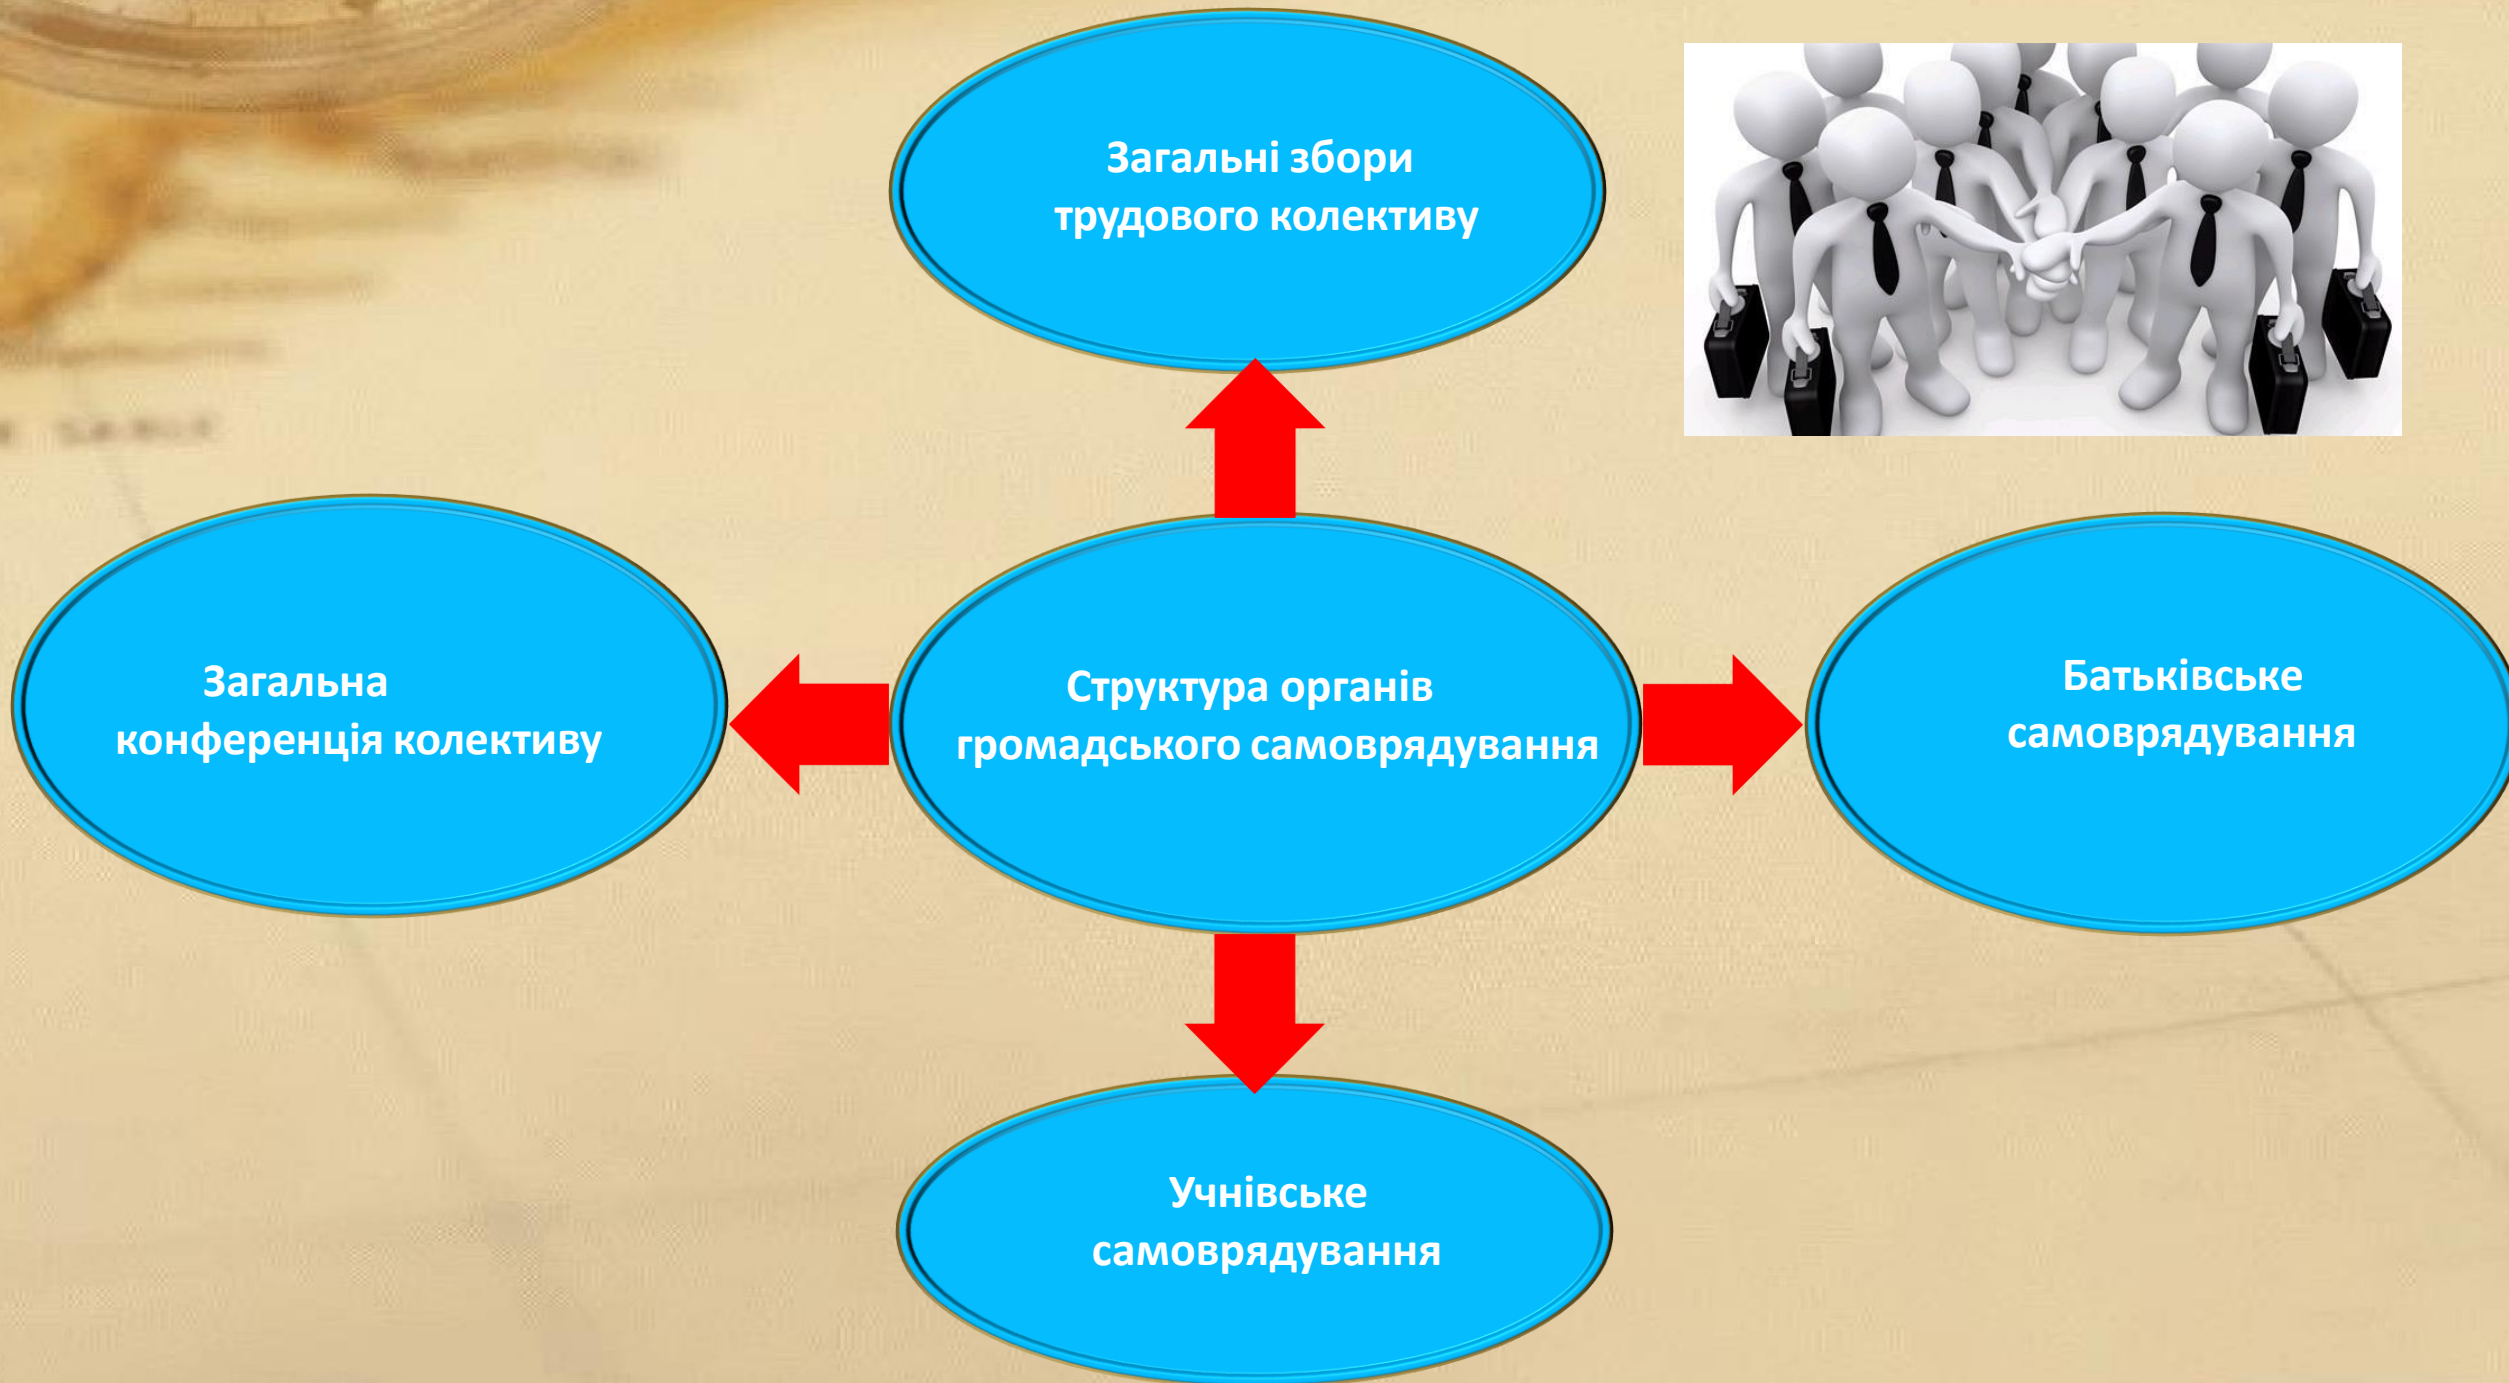 Загальні збори
трудового колективу
Загальна
конференція колективу
Структура органів
громадського самоврядування
Батьківське
самоврядування
Учнівське
самоврядування